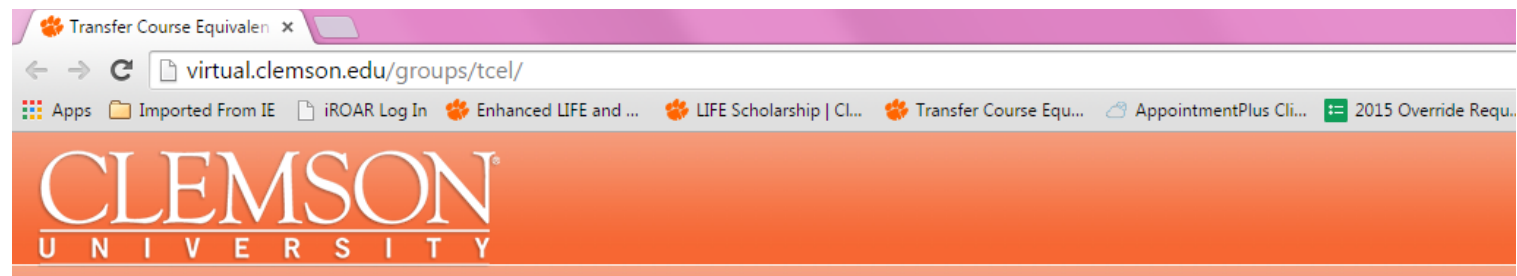 Transfer Course Equivalen
virtual.clemson.edu/groups/tcel/
Apps Imported From IE iROAR Log In Enhanced LIFE and ... LIFE Scholarship | Cl... Transfer Course Equ... AppointmentPlus Cli... 2015 Override Requ...
CLEMSON®
UNIVERSITY